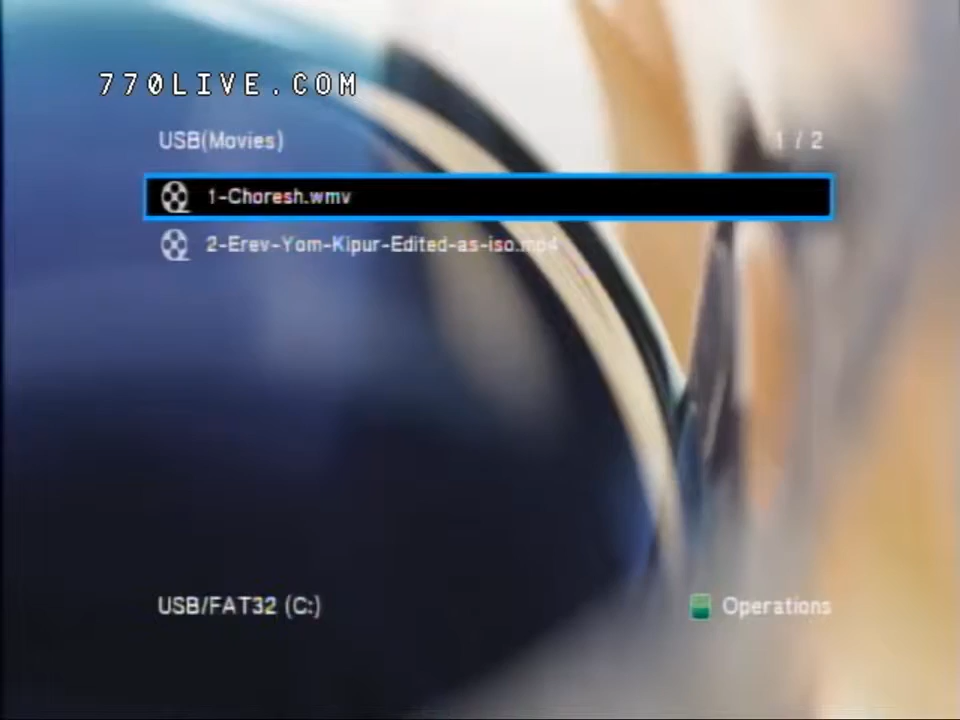 770LIVE.COM
USB(Movies)
1 / 2
1-Choresh.wmv
2-Erev-Yom-Kipur-Edited-as-iso.mp4
USB/FAT32 (C:)
Operations